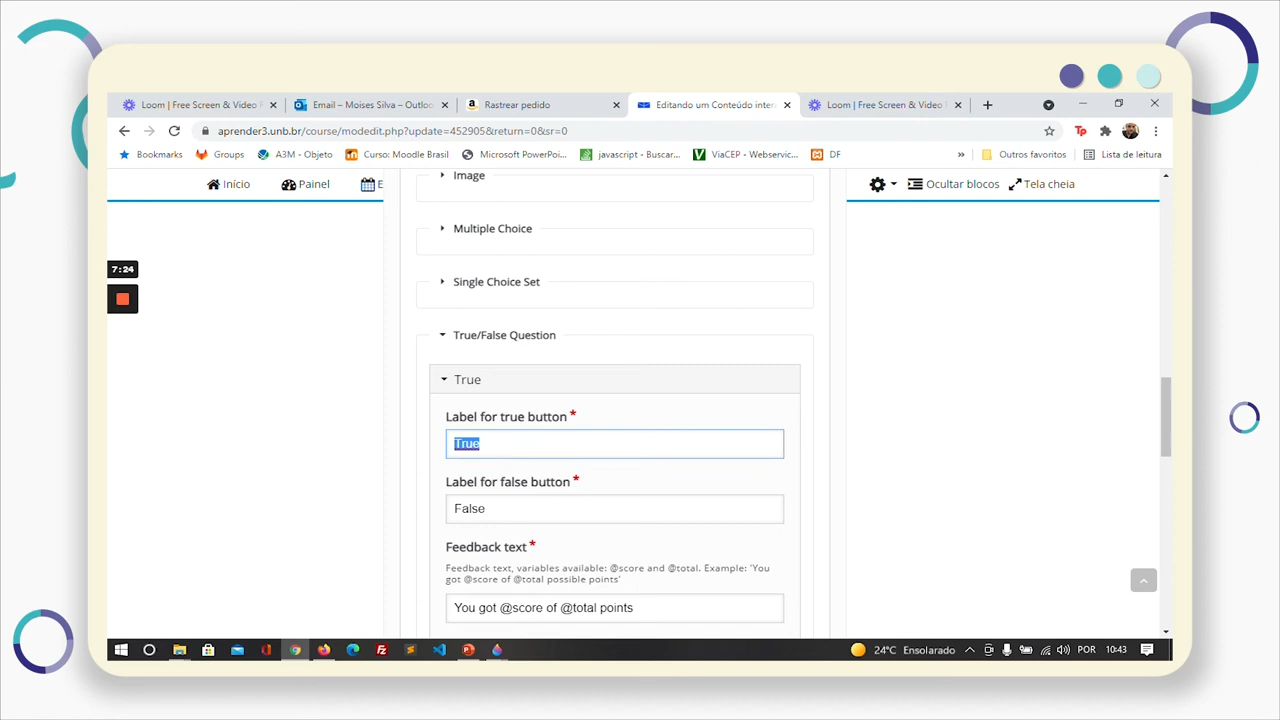 Loom | Free Screen & Video F
Email – Moises Silva – Outloo
Rastrear pedido
Editando um Conteúdo inter
Loom | Free Screen & Video
aprender3.unb.br/course/modedit.php?update=452905&return=0&sr=0
Bookmarks
Groups
A3M - Objeto
Curso: Moodle Brasil
Microsoft PowerPoi...
javascript - Buscar...
ViaCEP - Webservic...
DF
»
Outros favoritos
Lista de leitura
Início
Painel
E
Ocultar blocos
Tela cheia
7:24
Image
Multiple Choice
Single Choice Set
True/False Question
True
Label for true button *
True
Label for false button *
False
Feedback text *
Feedback text, variables available: @score and @total. Example: 'You
got @score of @total possible points'
You got @score of @total points
24°C Ensolarado
POR
10:43